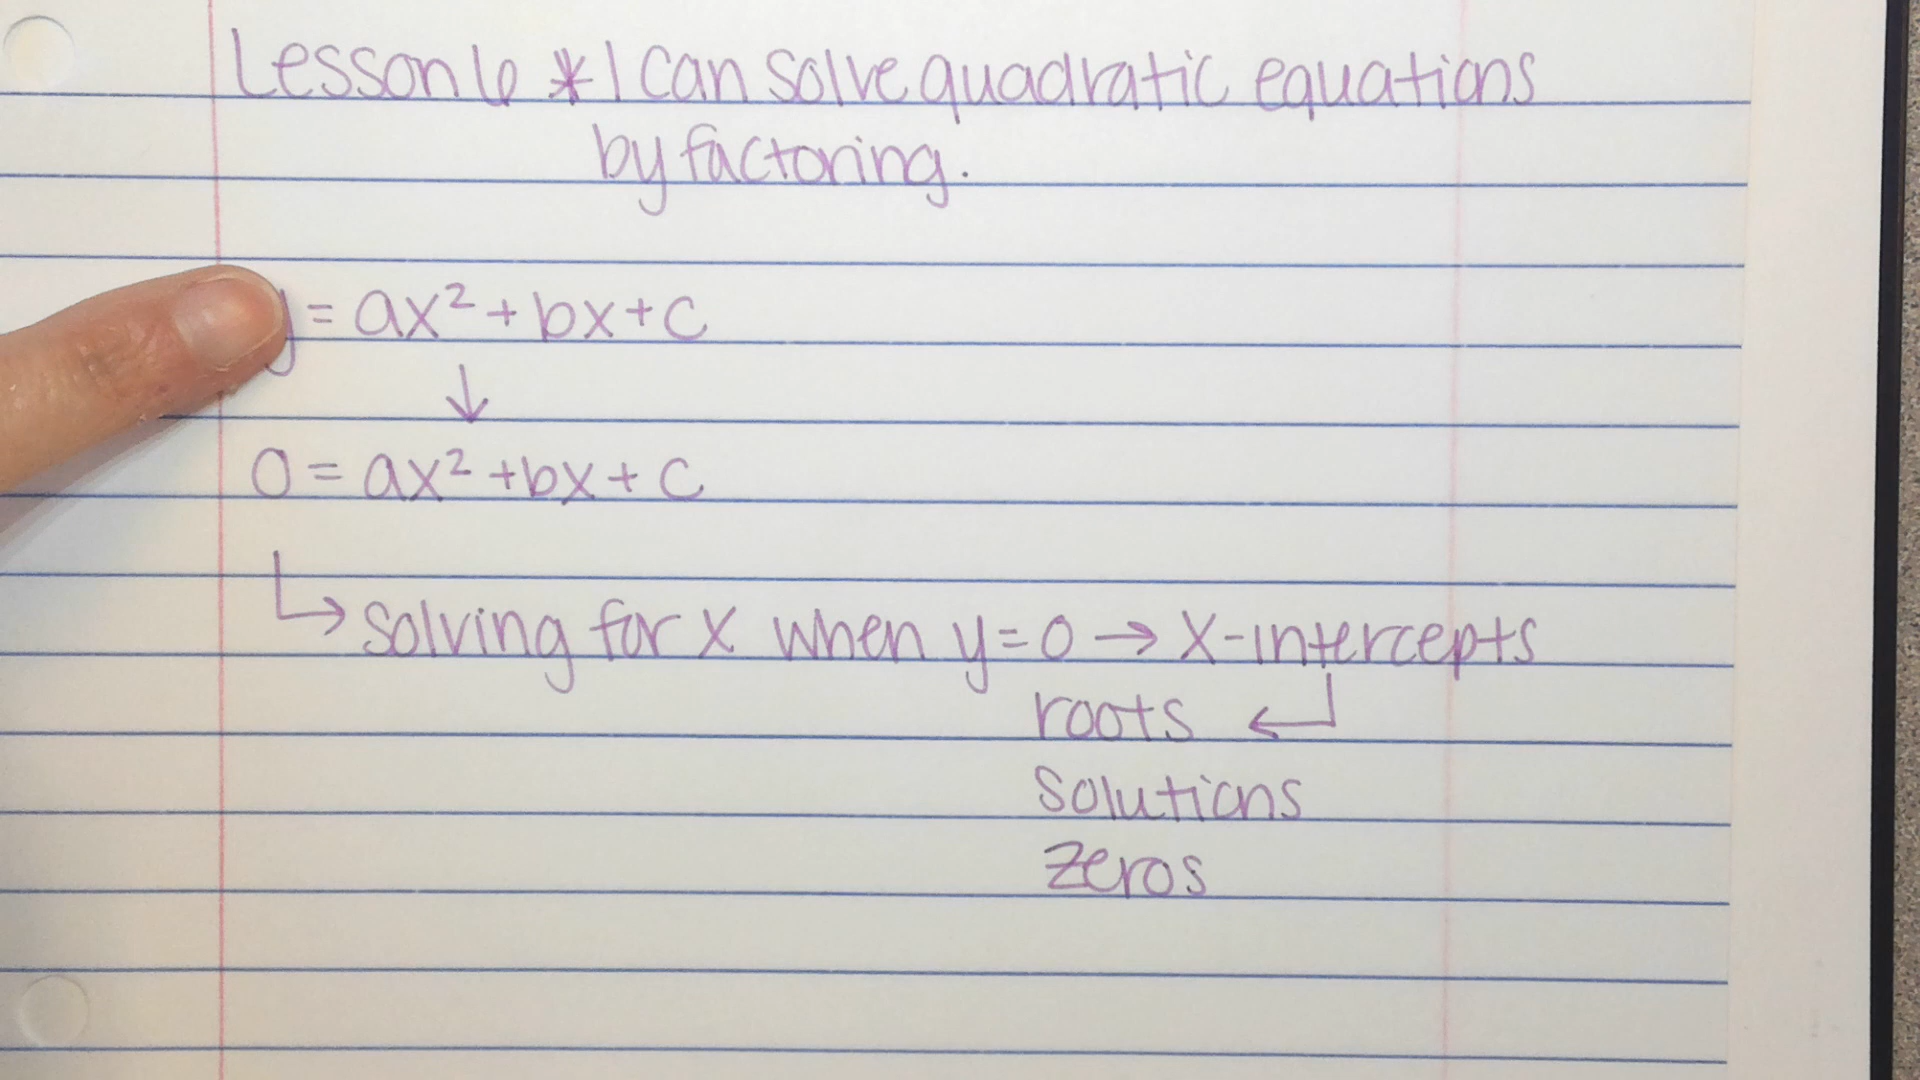 Lesson 6 * I can solve quadratic equations
by factoring.
y = ax² + bx + c
↓
0 = ax² + bx + c
↳ solving for x when y = 0 → x-intercepts
roots ↵
solutions
zeros